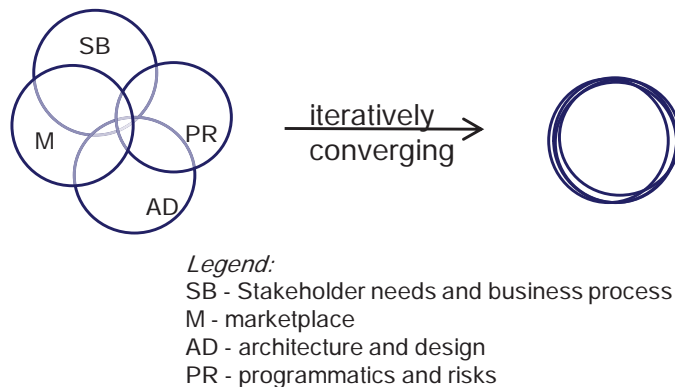 SB
M
PR
AD
iteratively
converging
Legend:
SB - Stakeholder needs and business process
M - marketplace
AD - architecture and design
PR - programmatics and risks